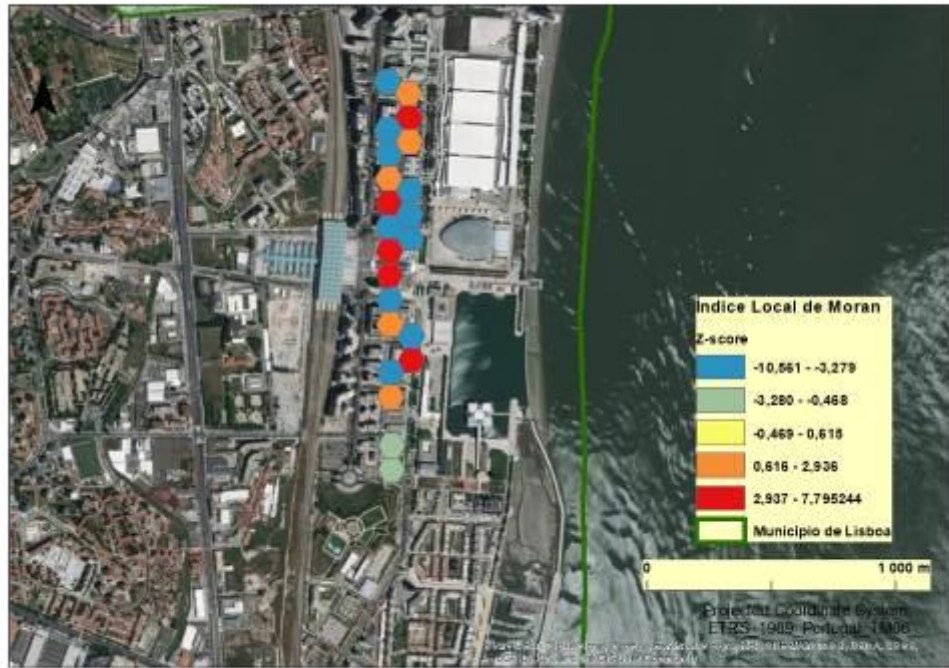 Índice Local de Moran
Z-score
-10,561 - -3,279
-3,280 - -0,468
-0,469 - 0,615
0,616 - 2,936
2,937 - 7,795244
Município de Lisboa
0 1 000 m
Projected Coordinate System
ETRS-1989 Portugal TM06